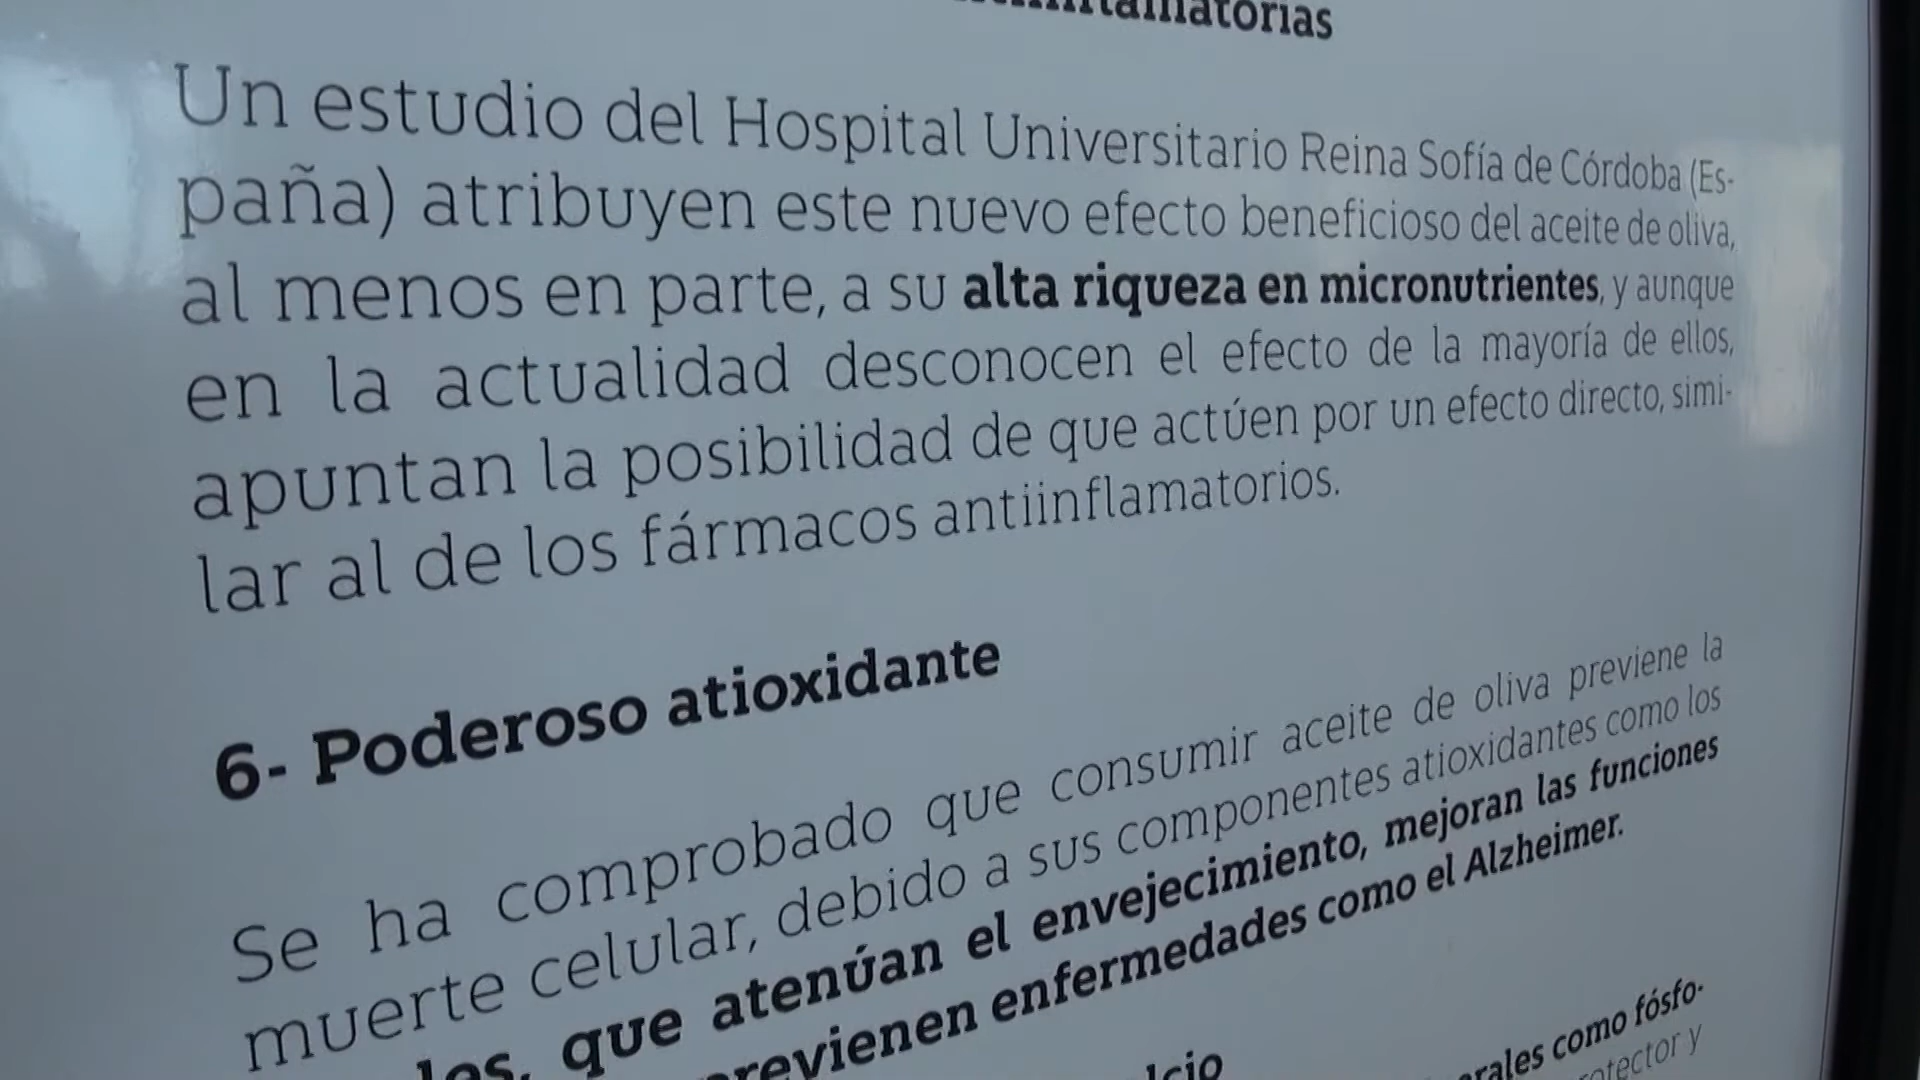 Un estudio del Hospital Universitario Reina Sofía de Córdoba (Es-
paña) atribuyen este nuevo efecto beneficioso del aceite de oliva,
al menos en parte, a su alta riqueza en micronutrientes, y aunque
en la actualidad desconocen el efecto de la mayoría de ellos,
apuntan la posibilidad de que actúen por un efecto directo, simi-
lar al de los fármacos antiinflamatorios.
6- Poderoso atioxidante
Se ha comprobado que consumir aceite de oliva previene la
muerte celular, debido a sus componentes atioxidantes como los
que atenúan el envejecimiento, mejoran las funciones
previenen enfermedades como el Alzheimer.
como fósfo-
y